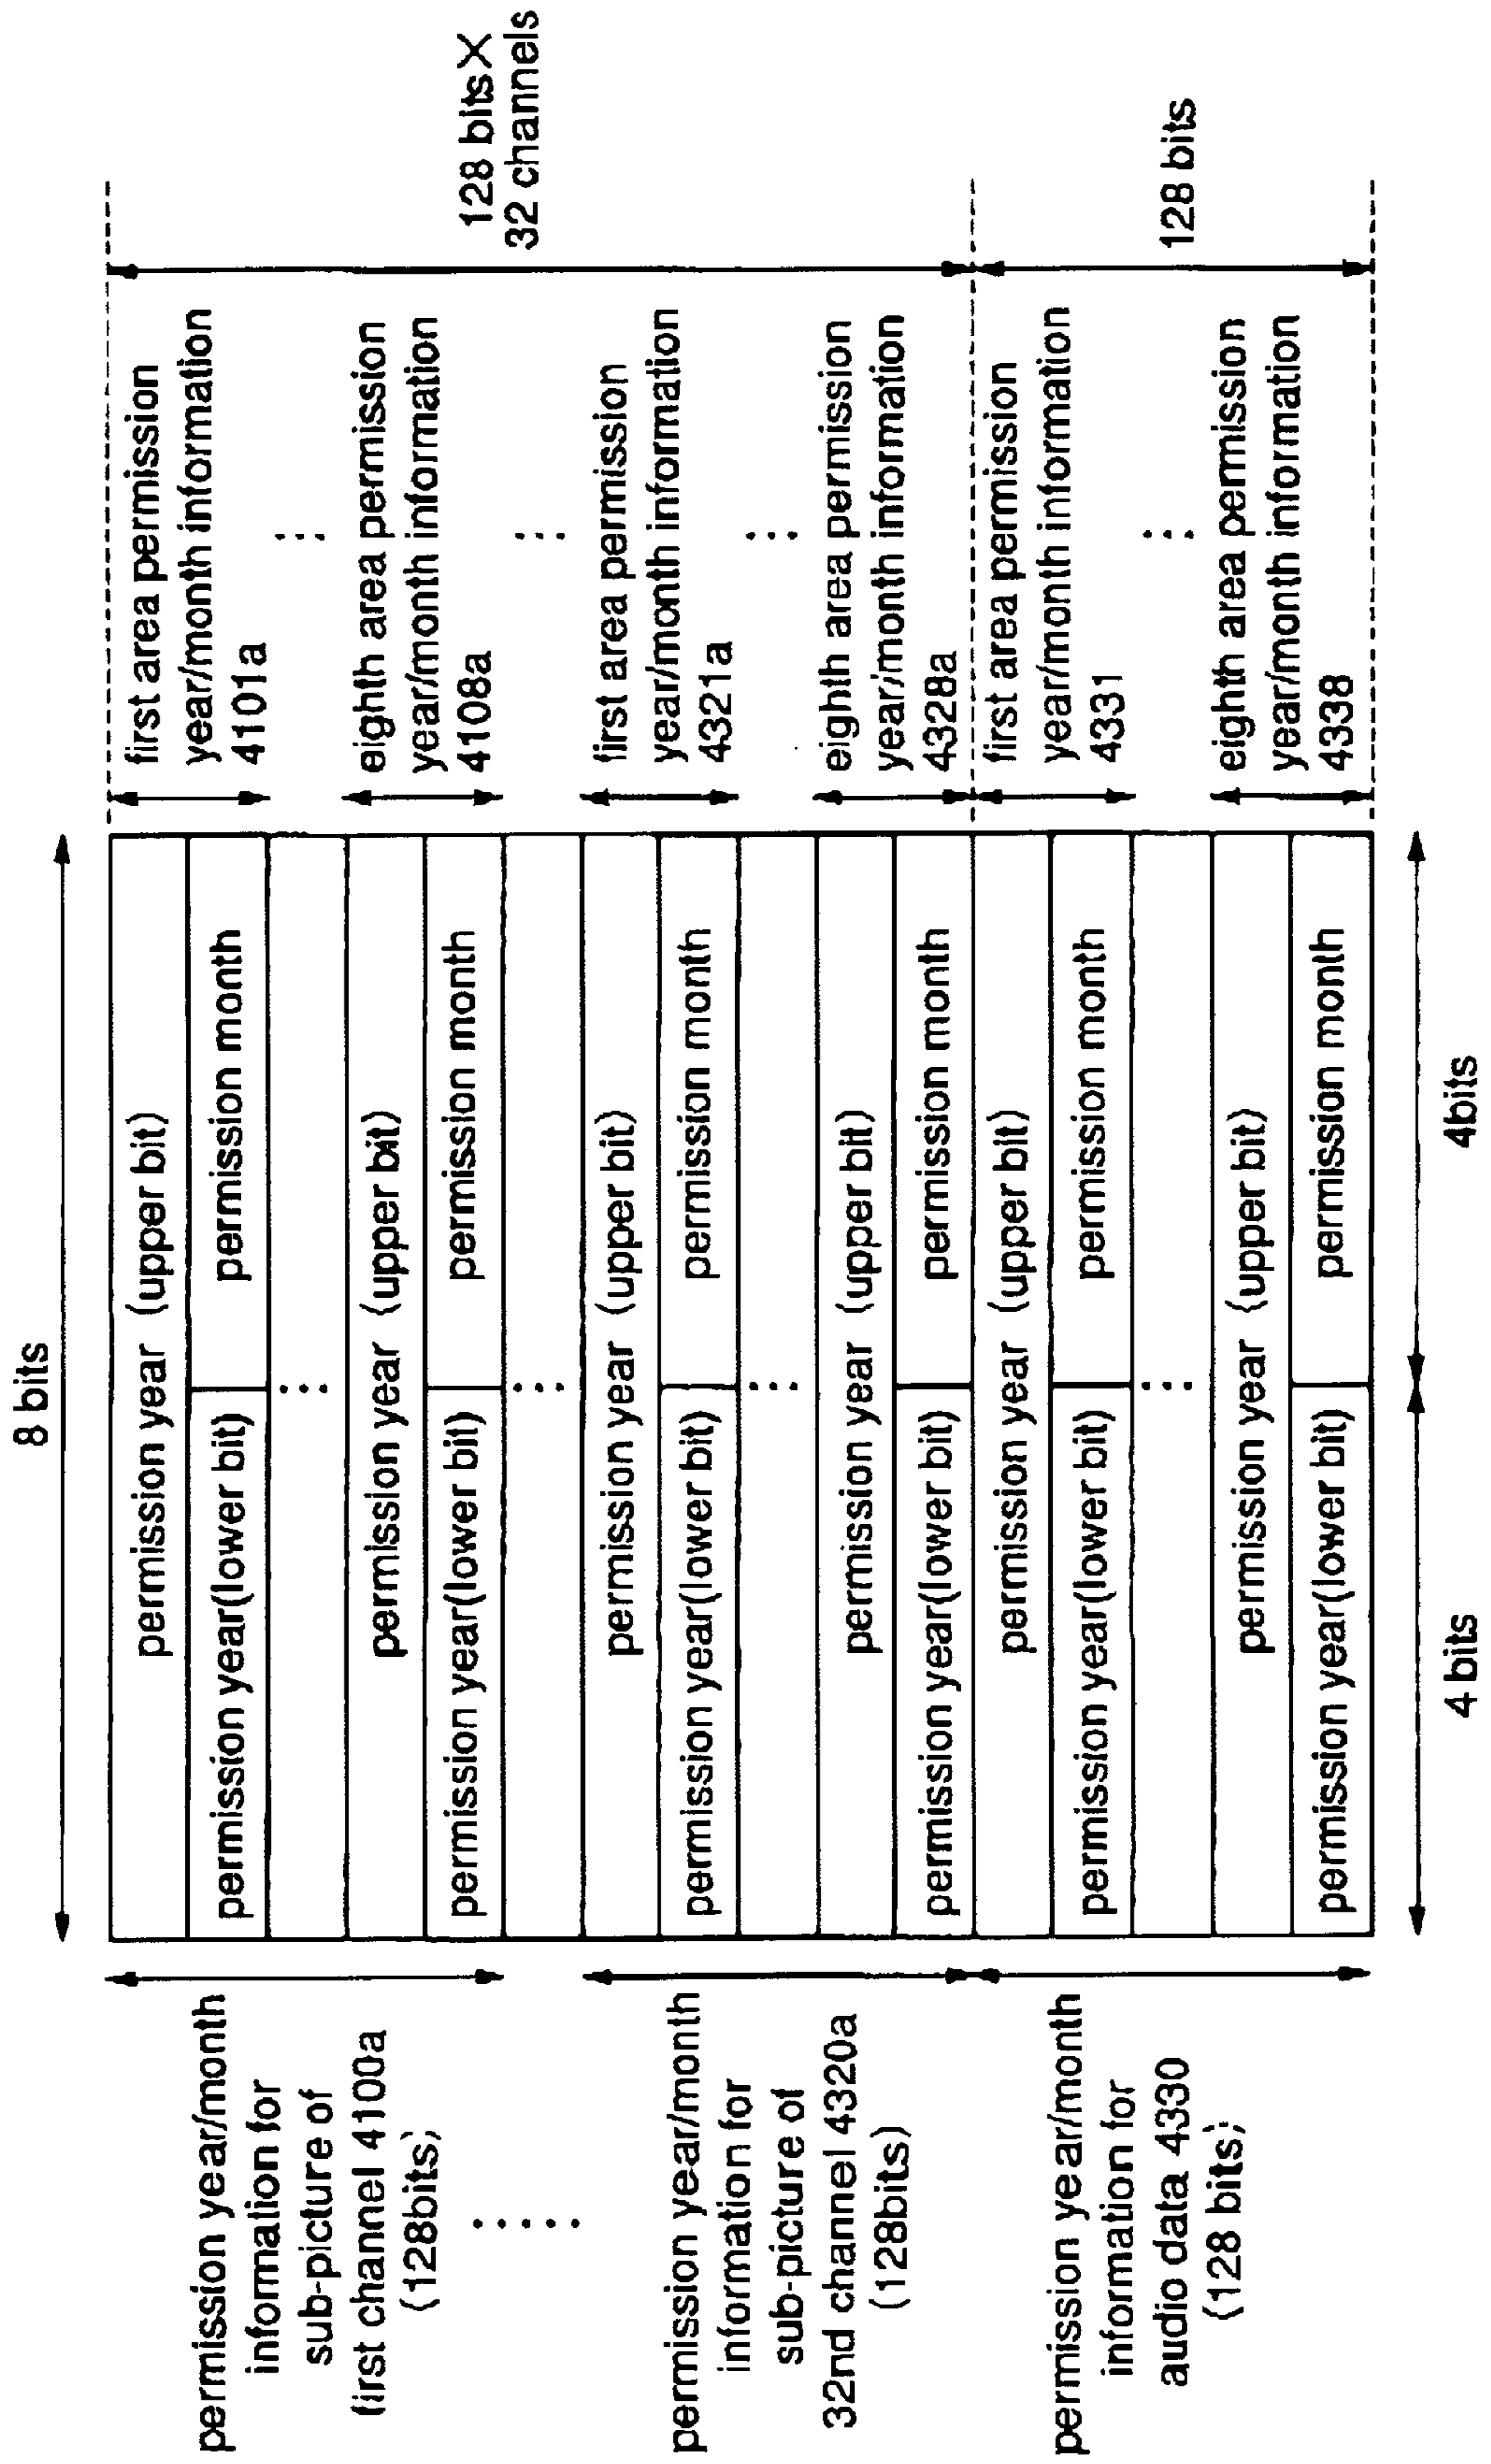 8 bits
permission year/month
information for
sub-picture of
first channel 4100a
(128bits)
permission year/month
information for
sub-picture of
32nd channel 4320a
(128bits)
permission year/month
information for
audio data 4330
(128 bits)
permission year (upper bit)
permission year(lower bit) permission month
permission year (upper bit)
permission year(lower bit) permission month
permission year (upper bit)
permission year(lower bit) permission month
permission year (upper bit)
permission year(lower bit) permission month
permission year (upper bit)
permission year(lower bit) permission month
permission year (upper bit)
permission year(lower bit) permission month
4 bits
4bits
first area permission
year/month information
4101a
eighth area permission
year/month information
4108a
first area permission
year/month information
4321a
eighth area permission
year/month information
4328a
first area permission
year/month information
4331
eighth area permission
year/month information
4338
128 bits×
32 channels
128 bits